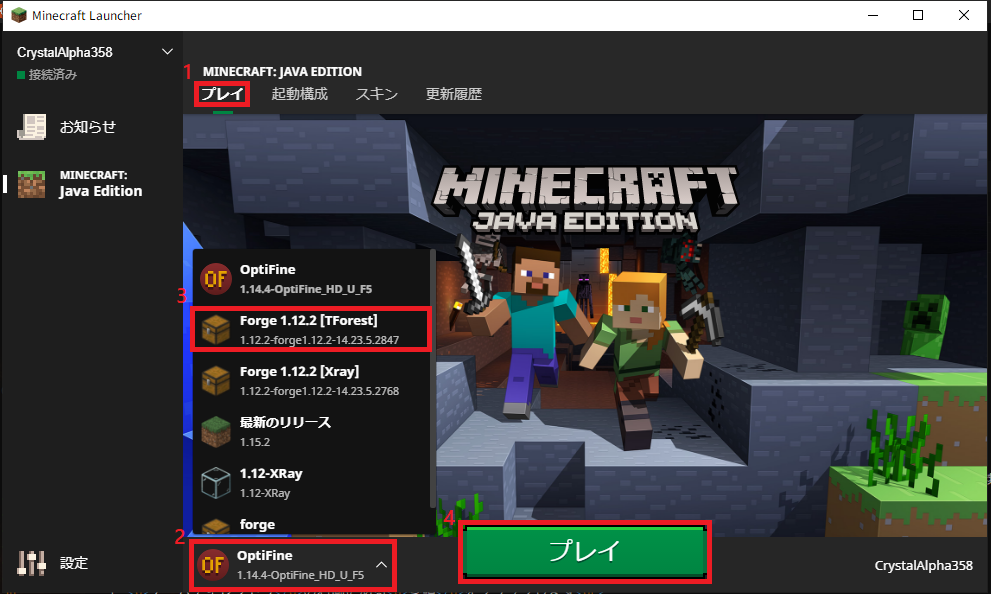 Minecraft Launcher
CrystalAlpha358
接続済み
お知らせ
MINECRAFT:
Java Edition
設定
1
MINECRAFT: JAVA EDITION
プレイ 起動構成 スキン 更新履歴
MINECRAFT
JAVA EDITION
OptiFine
1.14.4-OptiFine_HD_U_F5
3
Forge 1.12.2 [TForest]
1.12.2-forge1.12.2-14.23.5.2847
Forge 1.12.2 [Xray]
1.12.2-forge1.12.2-14.23.5.2768
最新のリリース
1.15.2
1.12-XRay
1.12-XRay
forge
2
OF
OptiFine
1.14.4-OptiFine_HD_U_F5
4
プレイ
CrystalAlpha358